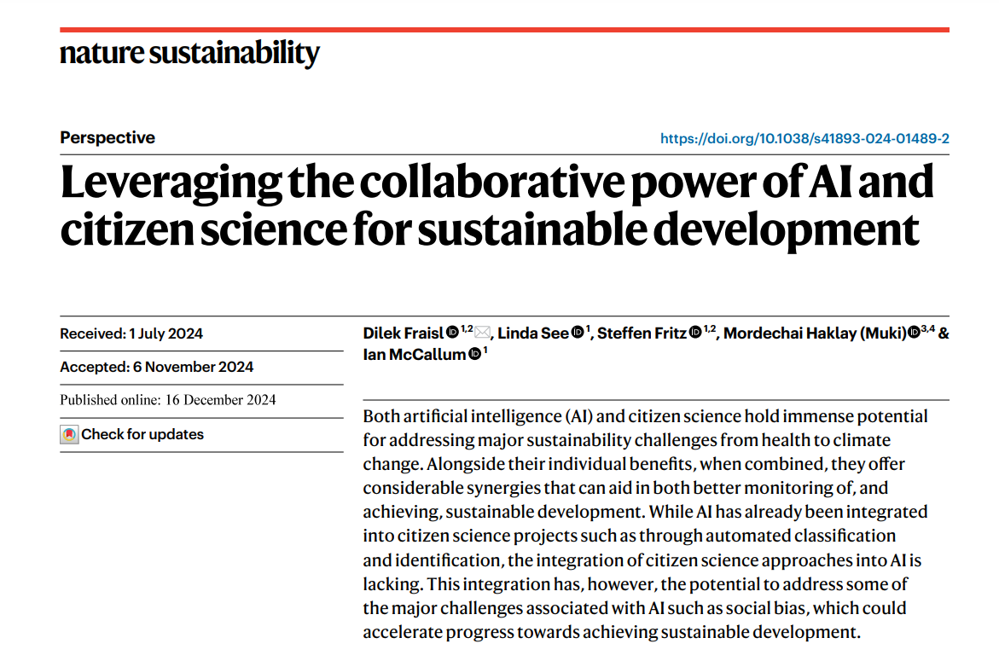 nature sustainability
Perspective
https://doi.org/10.1038/s41893-024-01489-2
Leveraging the collaborative power of AI and
citizen science for sustainable development
Received: 1 July 2024
Accepted: 6 November 2024
Published online: 16 December 2024
Check for updates
Dilek Fraisl 1,2, Linda See 1, Steffen Fritz 1,2, Mordechai Haklay (Muki) 3,4 &
Ian McCallum 1
Both artificial intelligence (AI) and citizen science hold immense potential
for addressing major sustainability challenges from health to climate
change. Alongside their individual benefits, when combined, they offer
considerable synergies that can aid in both better monitoring of, and
achieving, sustainable development. While AI has already been integrated
into citizen science projects such as through automated classification
and identification, the integration of citizen science approaches into AI is
lacking. This integration has, however, the potential to address some of
the major challenges associated with AI such as social bias, which could
accelerate progress towards achieving sustainable development.